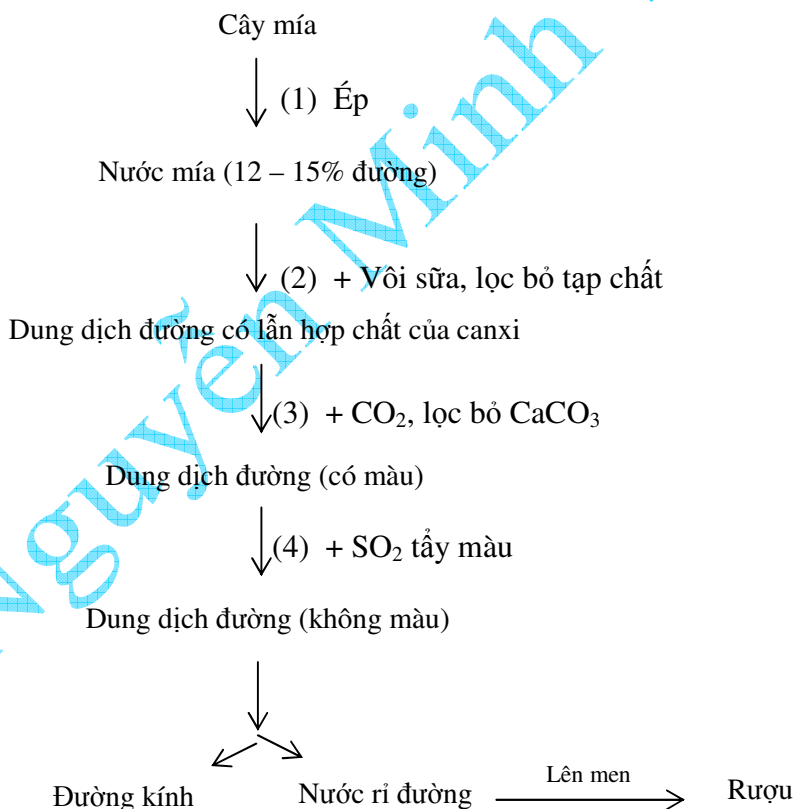 Cây mía
(1) Ép
Nước mía (12 – 15% đường)
(2) + Vôi sữa, lọc bỏ tạp chất
Dung dịch đường có lẫn hợp chất của canxi
(3) + CO₂, lọc bỏ CaCO₃
Dung dịch đường (có màu)
(4) + SO₂ tẩy màu
Dung dịch đường (không màu)
Đường kính Nước rỉ đường Lên men Rượu
Nguyễn Minh